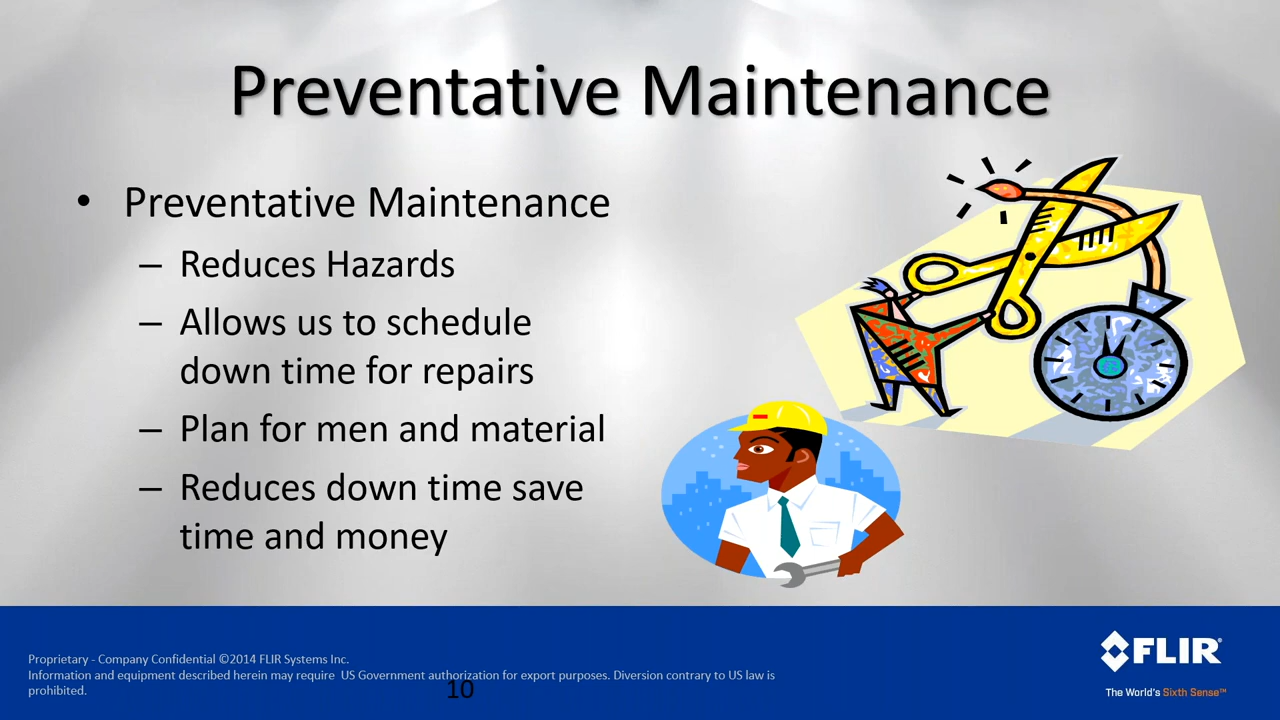 Preventative Maintenance
• Preventative Maintenance
– Reduces Hazards
– Allows us to schedule
down time for repairs
– Plan for men and material
– Reduces down time save
time and money
Proprietary - Company Confidential ©2014 FLIR Systems Inc.
Information and equipment described herein may require US Government authorization for export purposes. Diversion contrary to US law is
prohibited.
10
FLIR®
The World's Sixth Sense™